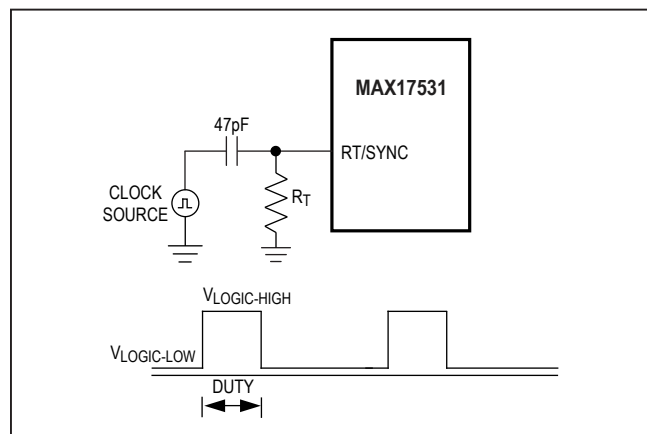 MAX17531
47pF
RT/SYNC
CLOCK
SOURCE
RT
VLOGIC-HIGH
VLOGIC-LOW
DUTY